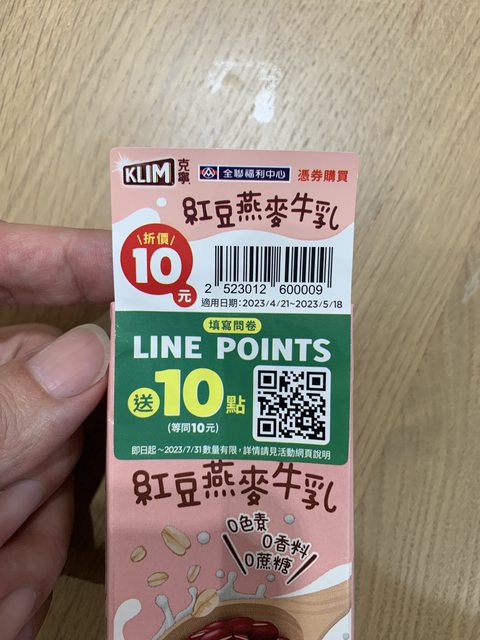 KLIM 克寧 全聯福利中心 憑券購買
紅豆燕麥牛乳
折價
10元
2 523012 600009
適用日期:2023/4/21~2023/5/18
填寫問卷
LINE POINTS
送10點
(等同10元)
即日起~2023/7/31 數量有限,詳情請見活動網頁說明
紅豆燕麥牛乳
0色素
0香料
0蔗糖